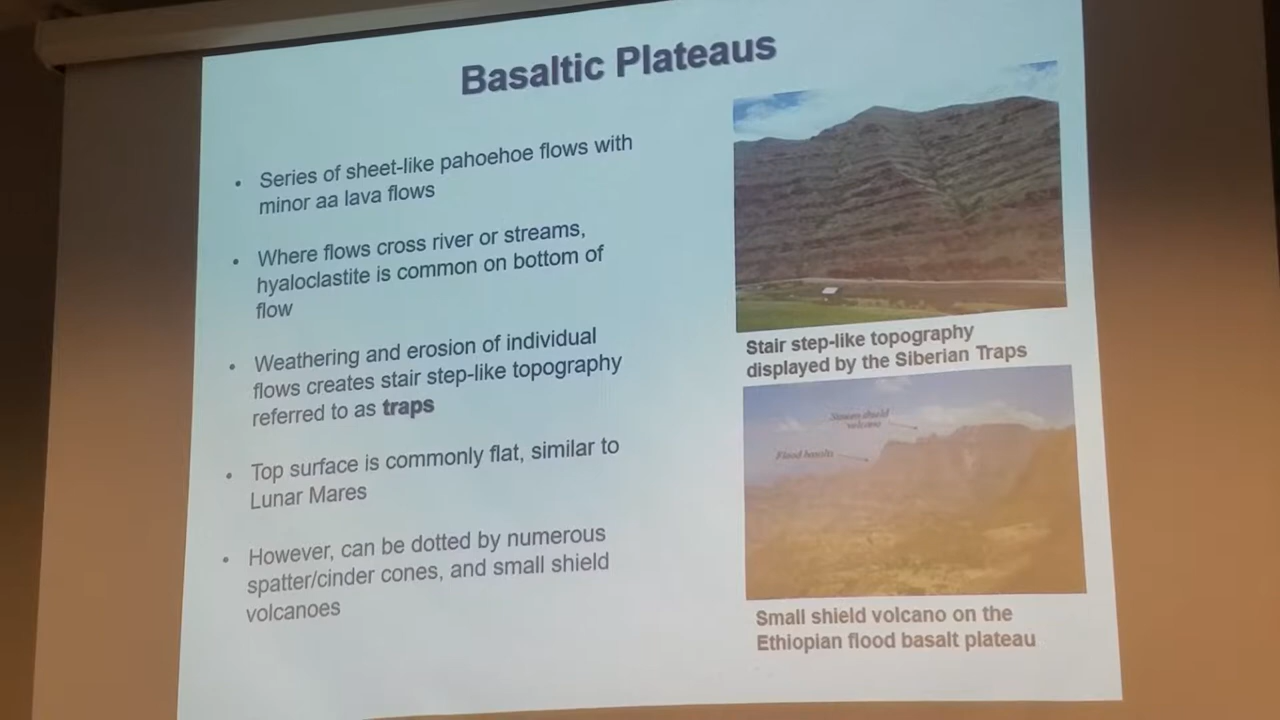 Basaltic Plateaus
• Series of sheet-like pahoehoe flows with
minor aa lava flows
• Where flows cross river or streams,
hyaloclastite is common on bottom of
flow
• Weathering and erosion of individual
flows creates stair step-like topography
referred to as traps
• Top surface is commonly flat, similar to
Lunar Mares
• However, can be dotted by numerous
spatter/cinder cones, and small shield
volcanoes
Stair step-like topography
displayed by the Siberian Traps
shield
volcano
Flood basalts
Small shield volcano on the
Ethiopian flood basalt plateau